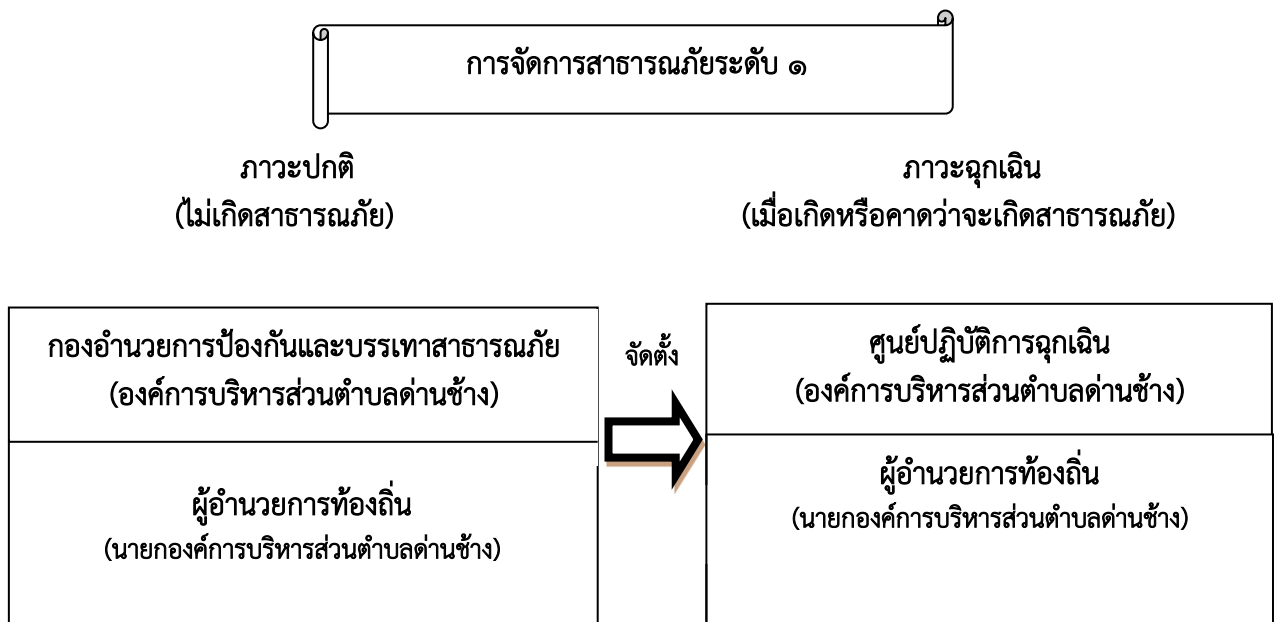 การจัดการสาธารณภัยระดับ ๑
ภาวะปกติ
(ไม่เกิดสาธารณภัย)
ภาวะฉุกเฉิน
(เมื่อเกิดหรือคาดว่าจะเกิดสาธารณภัย)
กองอำนวยการป้องกันและบรรเทาสาธารณภัย
(องค์การบริหารส่วนตำบลด่านช้าง)
ผู้อำนวยการท้องถิ่น
(นายกองค์การบริหารส่วนตำบลด่านช้าง)
จัดตั้ง
ศูนย์ปฏิบัติการฉุกเฉิน
(องค์การบริหารส่วนตำบลด่านช้าง)
ผู้อำนวยการท้องถิ่น
(นายกองค์การบริหารส่วนตำบลด่านช้าง)